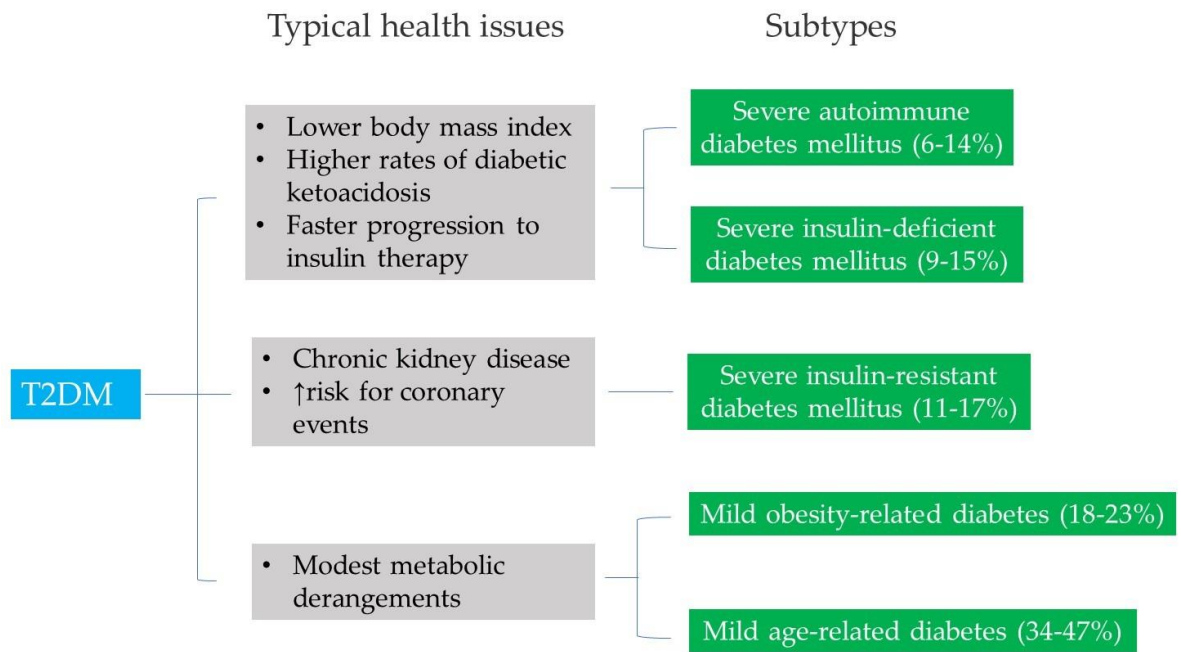 Typical health issues
Subtypes
T2DM
• Lower body mass index
• Higher rates of diabetic
ketoacidosis
• Faster progression to
insulin therapy
Severe autoimmune
diabetes mellitus (6-14%)
Severe insulin-deficient
diabetes mellitus (9-15%)
• Chronic kidney disease
• ↑risk for coronary
events
Severe insulin-resistant
diabetes mellitus (11-17%)
• Modest metabolic
derangements
Mild obesity-related diabetes (18-23%)
Mild age-related diabetes (34-47%)